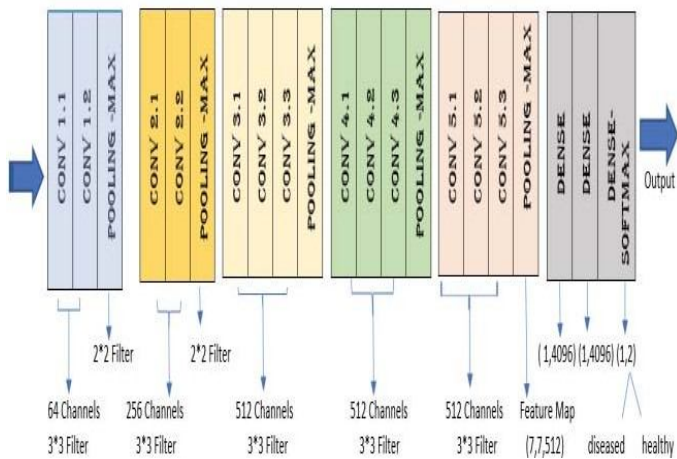 CONV 1.1
CONV 1.2
POOLING -MAX
CONV 2.1
CONV 2.2
POOLING -MAX
CONV 3.1
CONV 3.2
CONV 3.3
POOLING -MAX
CONV 4.1
CONV 4.2
CONV 4.3
POOLING -MAX
CONV 5.1
CONV 5.2
CONV 5.3
POOLING -MAX
DENSE
DENSE
DENSE-
SOFTMAX
Output
2*2 Filter
2*2 Filter
( 1,4096) (1,4096) (1,2)
64 Channels
3*3 Filter
256 Channels
3*3 Filter
512 Channels
3*3 Filter
512 Channels
3*3 Filter
512 Channels
3*3 Filter
Feature Map
(7,7,512)
diseased
healthy